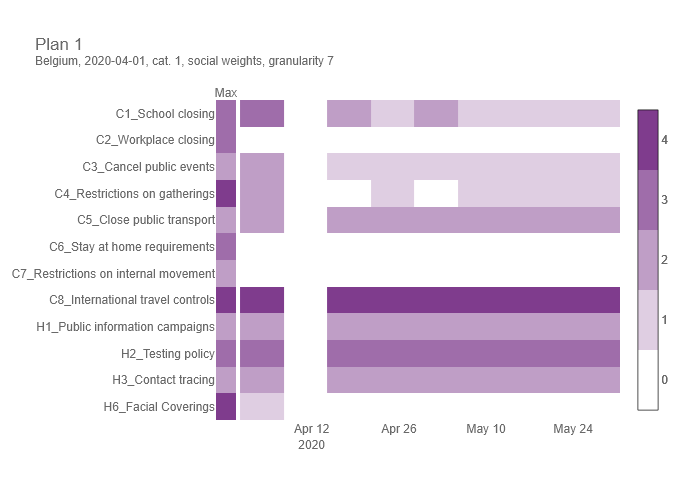 Plan 1
Belgium, 2020-04-01, cat. 1, social weights, granularity 7
Max
C1_School closing
C2_Workplace closing
C3_Cancel public events
C4_Restrictions on gatherings
C5_Close public transport
C6_Stay at home requirements
C7_Restrictions on internal movement
C8_International travel controls
H1_Public information campaigns
H2_Testing policy
H3_Contact tracing
H6_Facial Coverings
Apr 12
2020
Apr 26
May 10
May 24
4
3
2
1
0